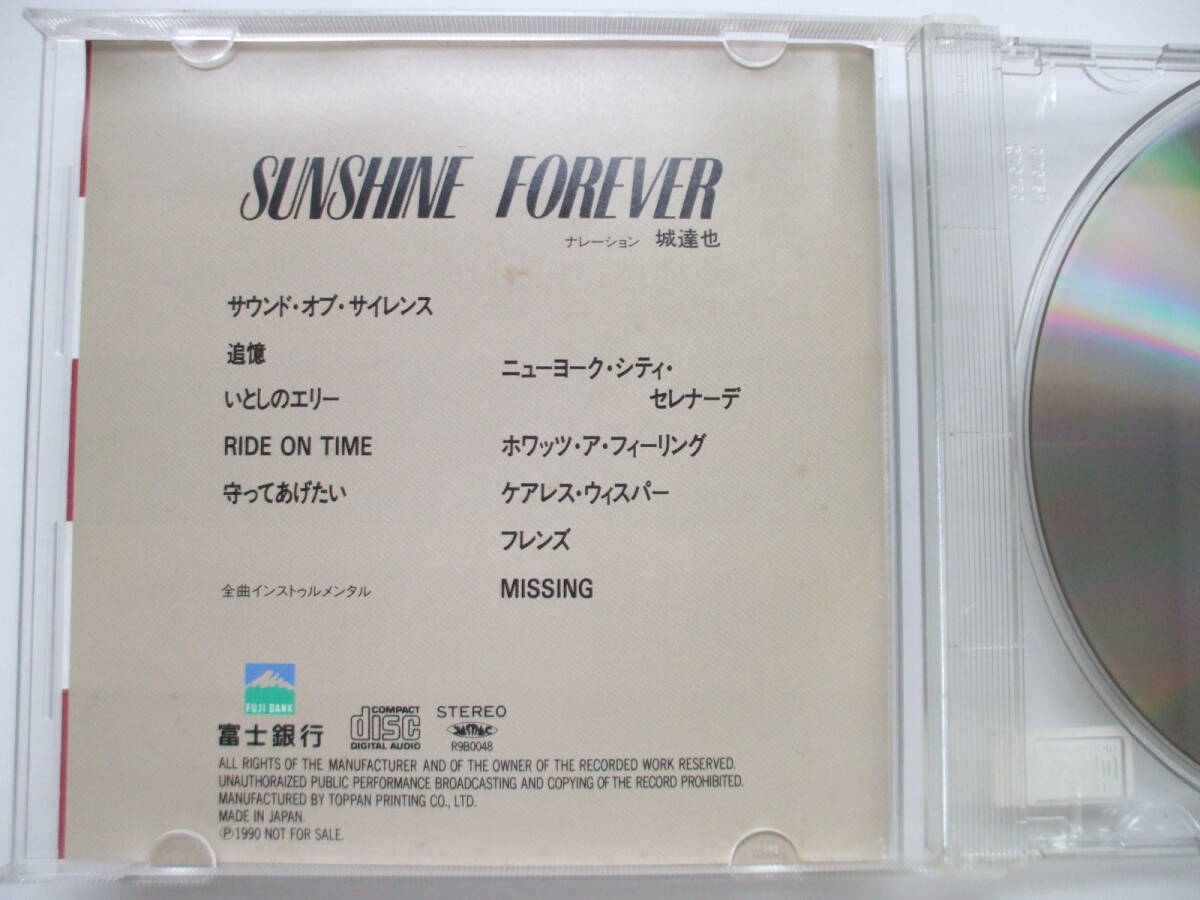 SUNSHINE FOREVER
ナレーション 城達也
サウンド・オブ・サイレンス
追憶
いとしのエリー
RIDE ON TIME
守ってあげたい
全曲インストゥルメンタル
ニューヨーク・シティ・
セレナーデ
ホワッツ・ア・フィーリング
ケアレス・ウィスパー
フレンズ
MISSING
FUJI BANK
富士銀行
COMPACT
disc
DIGITAL AUDIO
STEREO
JASRAC
R9B0048
ALL RIGHTS OF THE MANUFACTURER AND OF THE OWNER OF THE RECORDED WORK RESERVED.
UNAUTHORAIZED PUBLIC PERFORMANCE BROADCASTING AND COPYING OF THE RECORD PROHIBITED.
MANUFACTURED BY TOPPAN PRINTING CO., LTD.
MADE IN JAPAN.
Ⓟ1990 NOT FOR SALE.